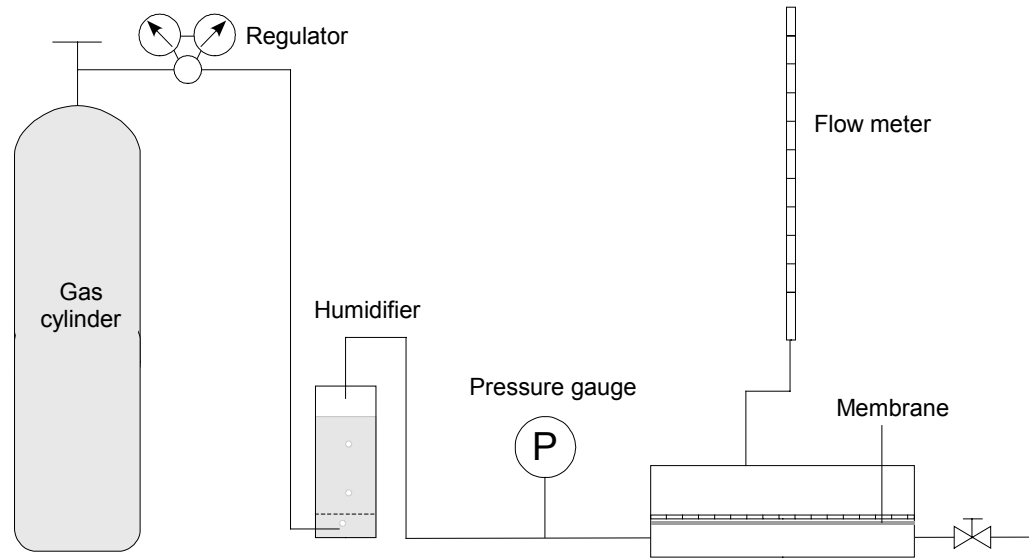 Regulator
Flow meter
Gas
cylinder
Humidifier
Pressure gauge
Membrane
P